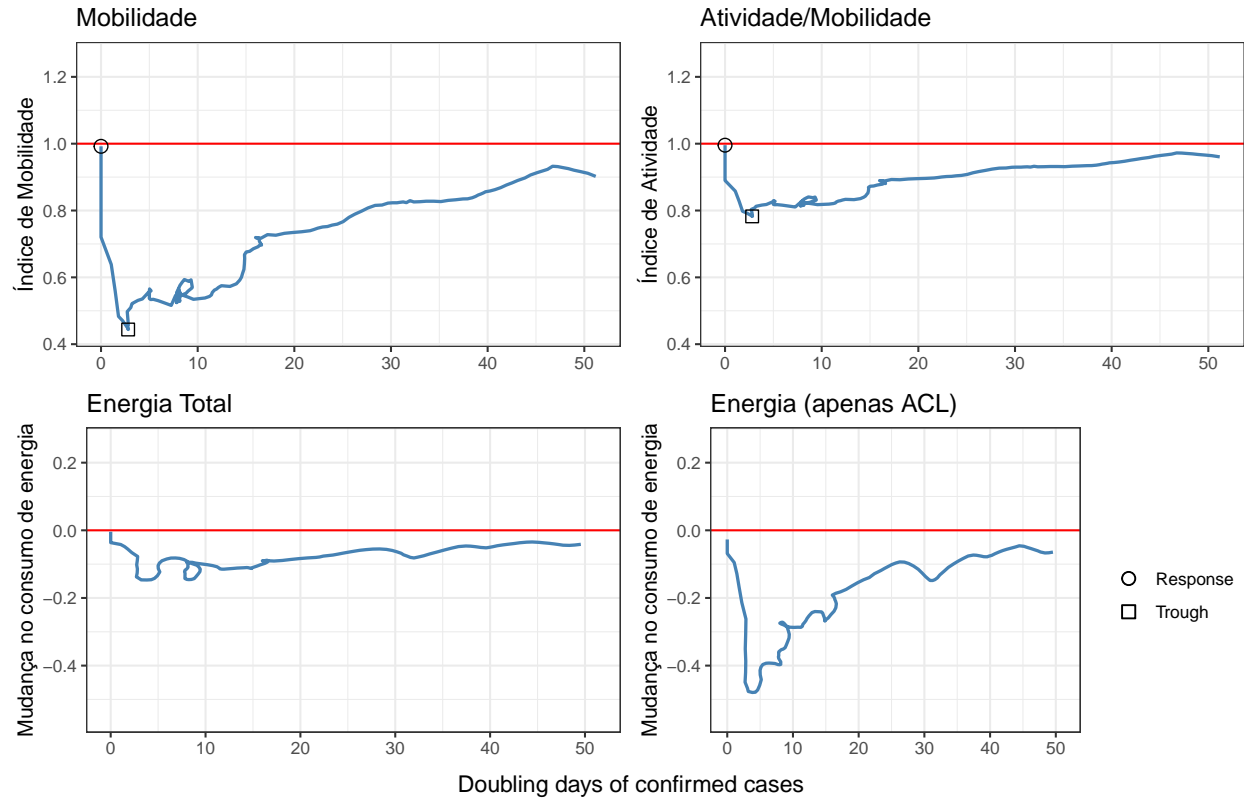 Mobilidade
Índice de Mobilidade
1.2
1.0
0.8
0.6
0.4
0 10 20 30 40 50
Atividade/Mobilidade
Índice de Atividade
1.2
1.0
0.8
0.6
0.4
0 10 20 30 40 50
Energia Total
Mudança no consumo de energia
0.2
0.0
−0.2
−0.4
0 10 20 30 40 50
Energia (apenas ACL)
Mudança no consumo de energia
0.2
0.0
−0.2
−0.4
0 10 20 30 40 50
Response
Trough
Doubling days of confirmed cases